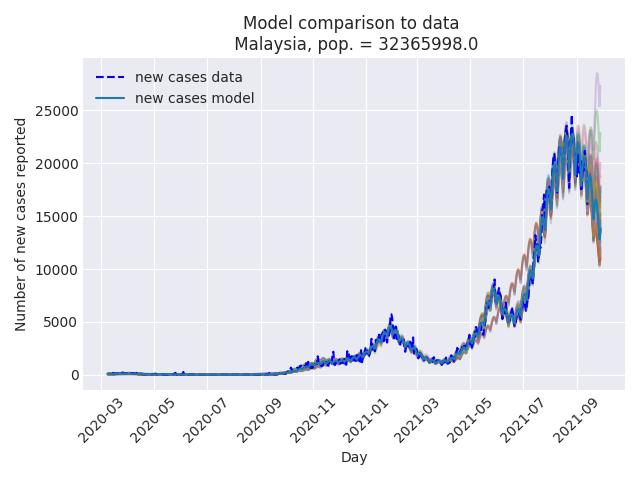 Model comparison to data
Malaysia, pop. = 32365998.0
new cases data
new cases model
Number of new cases reported
25000
20000
15000
10000
5000
0
2020-03
2020-05
2020-07
2020-09
2020-11
2021-01
2021-03
2021-05
2021-07
2021-09
Day